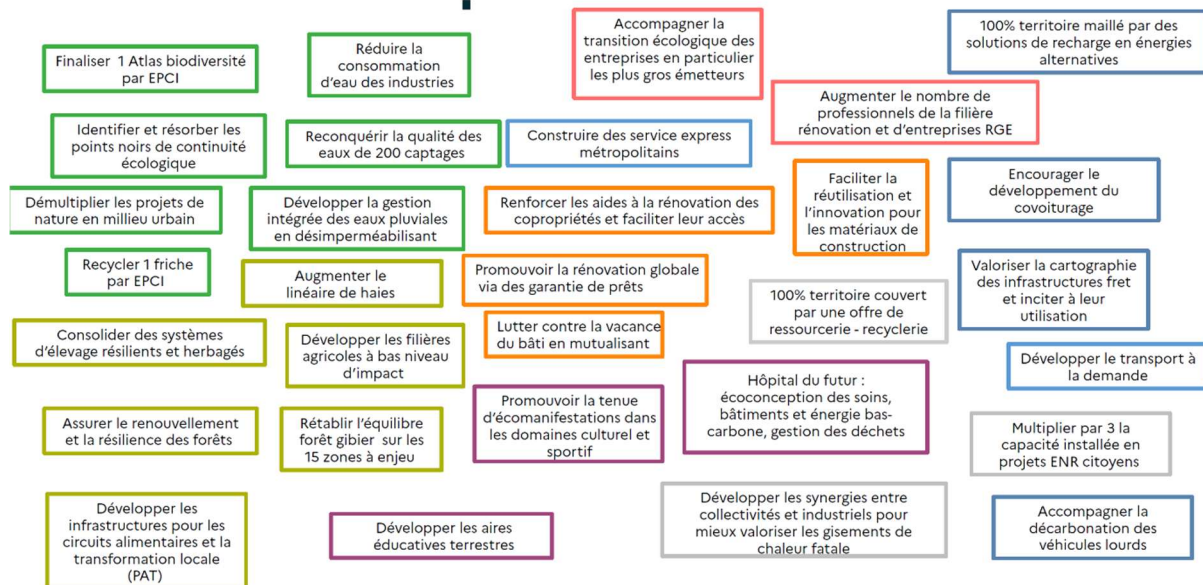 Finaliser 1 Atlas biodiversité
par EPCI
Réduire la
consommation
d'eau des industries
Accompagner la
transition écologique des
entreprises en particulier
les plus gros émetteurs
100% territoire maillé par des
solutions de recharge en énergies
alternatives
Augmenter le nombre de
professionnels de la filière
rénovation et d'entreprises RGE
Identifier et résorber les
points noirs de continuité
écologique
Reconquérir la qualité des
eaux de 200 captages
Construire des service express
métropolitains
Faciliter la
réutilisation et
l'innovation pour
les matériaux de
construction
Encourager le
développement du
covoiturage
Démultiplier les projets de
nature en millieu urbain
Développer la gestion
intégrée des eaux pluviales
en désimperméabilisant
Renforcer les aides à la rénovation des
copropriétés et faciliter leur accès
Recycler 1 friche
par EPCI
Augmenter le
linéaire de haies
Promouvoir la rénovation globale
via des garantie de prêts
100% territoire couvert
par une offre de
ressourcerie - recyclerie
Valoriser la cartographie
des infrastructures fret
et inciter à leur
utilisation
Consolider des systèmes
d'élevage résilients et herbagés
Développer les filières
agricoles à bas niveau
d'impact
Lutter contre la vacance
du bâti en mutualisant
Développer le transport à
la demande
Assurer le renouvellement
et la résilience des forêts
Rétablir l'équilibre
forêt gibier sur les
15 zones à enjeu
Promouvoir la tenue
d'écomanifestations dans
les domaines culturel et
sportif
Hôpital du futur :
écoconception des soins,
bâtiments et énergie bas-
carbone, gestion des déchets
Multiplier par 3 la
capacité installée en
projets ENR citoyens
Développer les
infrastructures pour les
circuits alimentaires et la
transformation locale
(PAT)
Développer les aires
éducatives terrestres
Développer les synergies entre
collectivités et industriels pour
mieux valoriser les gisements de
chaleur fatale
Accompagner la
décarbonation des
véhicules lourds